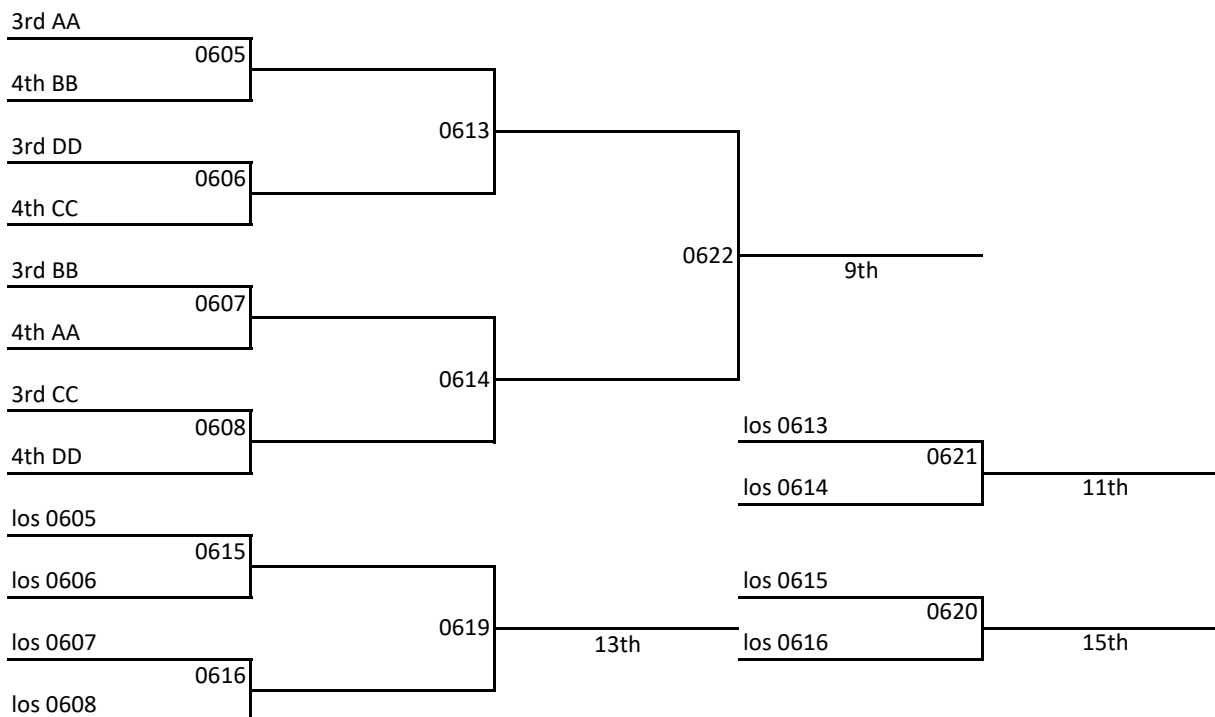 3rd AA
0605
4th BB
0613
3rd DD
0606
4th CC
0622
9th
3rd BB
0607
4th AA
0614
3rd CC
0608
4th DD
los 0613
0621
los 0614
11th
los 0605
0615
los 0606
0619
13th
los 0607
0616
los 0608
los 0615
0620
los 0616
15th